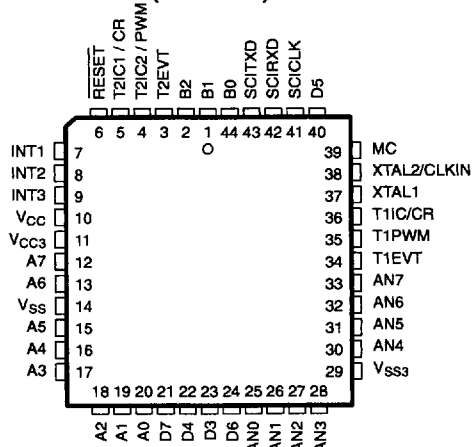 RESET
T2IC1 / CR
T2IC2 / PWM
T2EVT
B2
B1
B0
SCITXD
SCIRXD
SCICLK
D5
6 5 4 3 2 1 44 43 42 41 40
INT1 7
INT2 8
INT3 9
VCC 10
VCC3 11
A7 12
A6 13
VSS 14
A5 15
A4 16
A3 17
39 MC
38 XTAL2/CLKIN
37 XTAL1
36 T1IC/CR
35 T1PWM
34 T1EVT
33 AN7
32 AN6
31 AN5
30 AN4
29 VSS3
18 19 20 21 22 23 24 25 26 27 28
A2
A1
A0
D7
D4
D3
D6
AN0
AN1
AN2
AN3